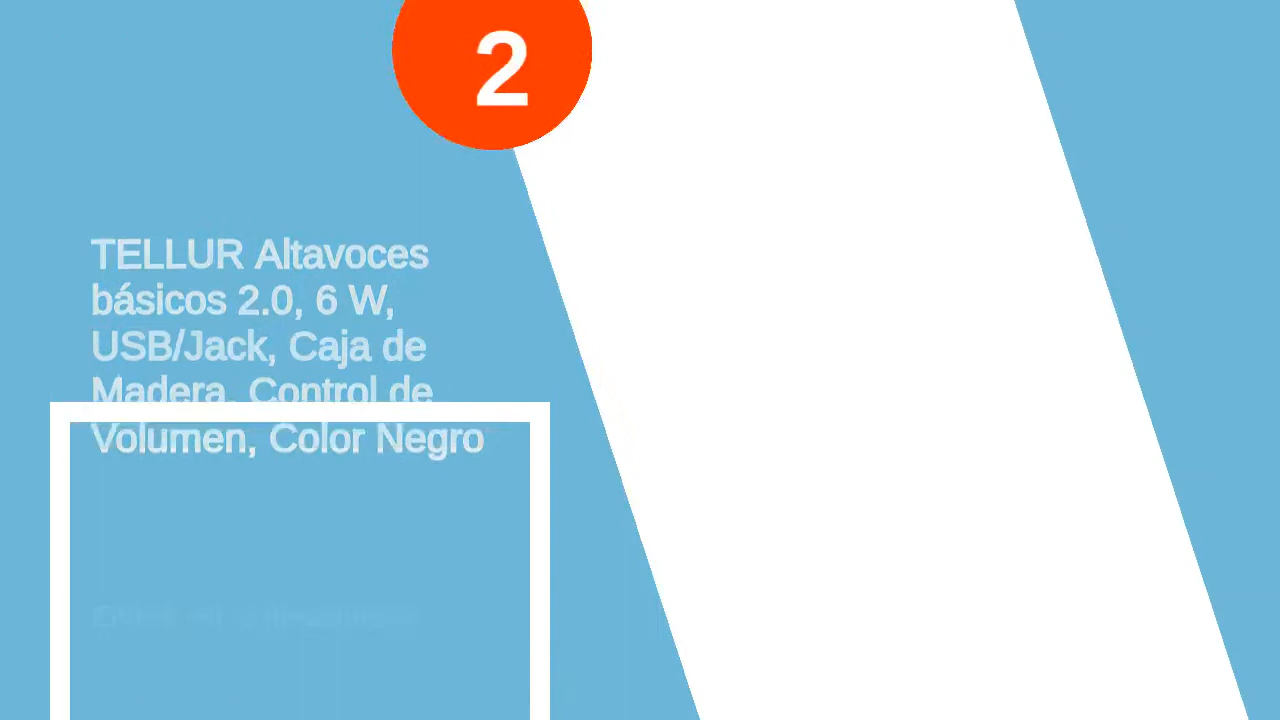 2
TELLUR Altavoces
básicos 2.0, 6 W,
USB/Jack, Caja de
Madera, Control de
Volumen, Color Negro